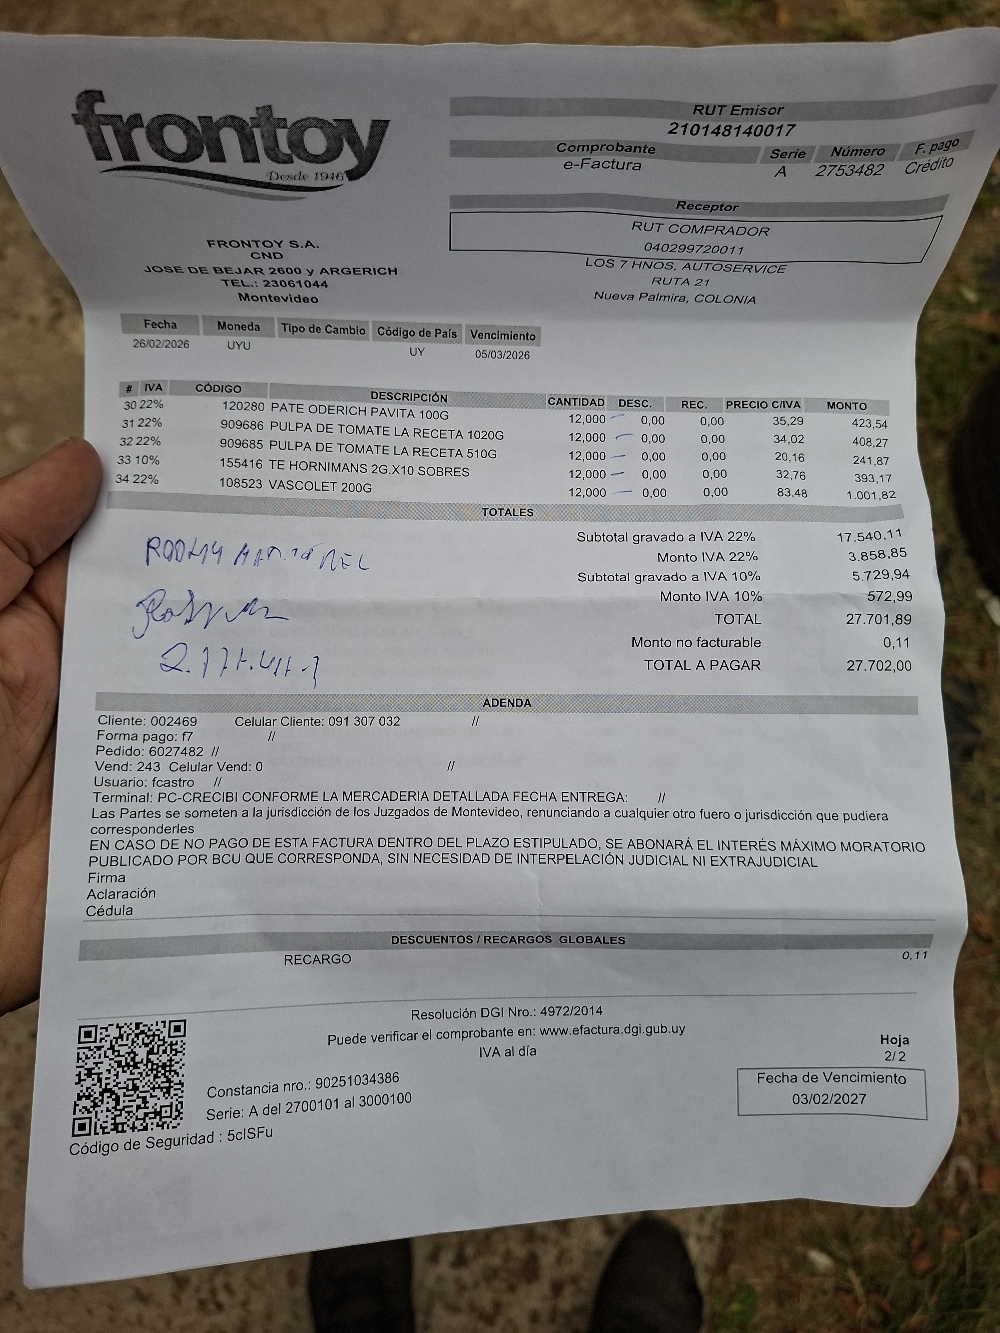 frontoy
Desde 1946
RUT Emisor
210148140017
Comprobante Serie Número F. pago
e-Factura A 2753482 Crédito
Receptor
RUT COMPRADOR
040299720011
LOS 7 HNOS, AUTOSERVICE
RUTA 21
Nueva Palmira, COLONIA
FRONTOY S.A.
CND
JOSE DE BEJAR 2600 y ARGERICH
TEL.: 23061044
Montevideo
Fecha Moneda Tipo de Cambio Código de País Vencimiento
26/02/2026 UYU UY 05/03/2026
# IVA CÓDIGO DESCRIPCIÓN CANTIDAD DESC. REC. PRECIO C/IVA MONTO
30 22% 120280 PATE ODERICH PAVITA 100G 12,000 0,00 0,00 35,29 423,54
31 22% 909686 PULPA DE TOMATE LA RECETA 1020G 12,000 0,00 0,00 34,02 408,27
32 22% 909685 PULPA DE TOMATE LA RECETA 510G 12,000 0,00 0,00 20,16 241,87
33 10% 155416 TE HORNIMANS 2G.X10 SOBRES 12,000 0,00 0,00 32,76 393,17
34 22% 108523 VASCOLET 200G 12,000 0,00 0,00 83,48 1.001,82
TOTALES
Subtotal gravado a IVA 22% 17.540,11
Monto IVA 22% 3.858,85
Subtotal gravado a IVA 10% 5.729,94
Monto IVA 10% 572,99
TOTAL 27.701,89
Monto no facturable 0,11
TOTAL A PAGAR 27.702,00
ADENDA
Cliente: 002469 Celular Cliente: 091 307 032 //
Forma pago: f7 //
Pedido: 6027482 //
Vend: 243 Celular Vend: 0 //
Usuario: fcastro //
Terminal: PC-CRECIBI CONFORME LA MERCADERIA DETALLADA FECHA ENTREGA: //
Las Partes se someten a la jurisdicción de los Juzgados de Montevideo, renunciando a cualquier otro fuero o jurisdicción que pudiera
corresponderles
EN CASO DE NO PAGO DE ESTA FACTURA DENTRO DEL PLAZO ESTIPULADO, SE ABONARÁ EL INTERÉS MÁXIMO MORATORIO
PUBLICADO POR BCU QUE CORRESPONDA, SIN NECESIDAD DE INTERPELACIÓN JUDICIAL NI EXTRAJUDICIAL
Firma
Aclaración
Cédula
DESCUENTOS / RECARGOS GLOBALES
RECARGO 0,11
Resolución DGI Nro.: 4972/2014
Puede verificar el comprobante en: www.efactura.dgi.gub.uy
IVA al día
Hoja
2/ 2
Constancia nro.: 90251034386
Serie: A del 2700101 al 3000100
Fecha de Vencimiento
03/02/2027
Código de Seguridad : 5cISFu